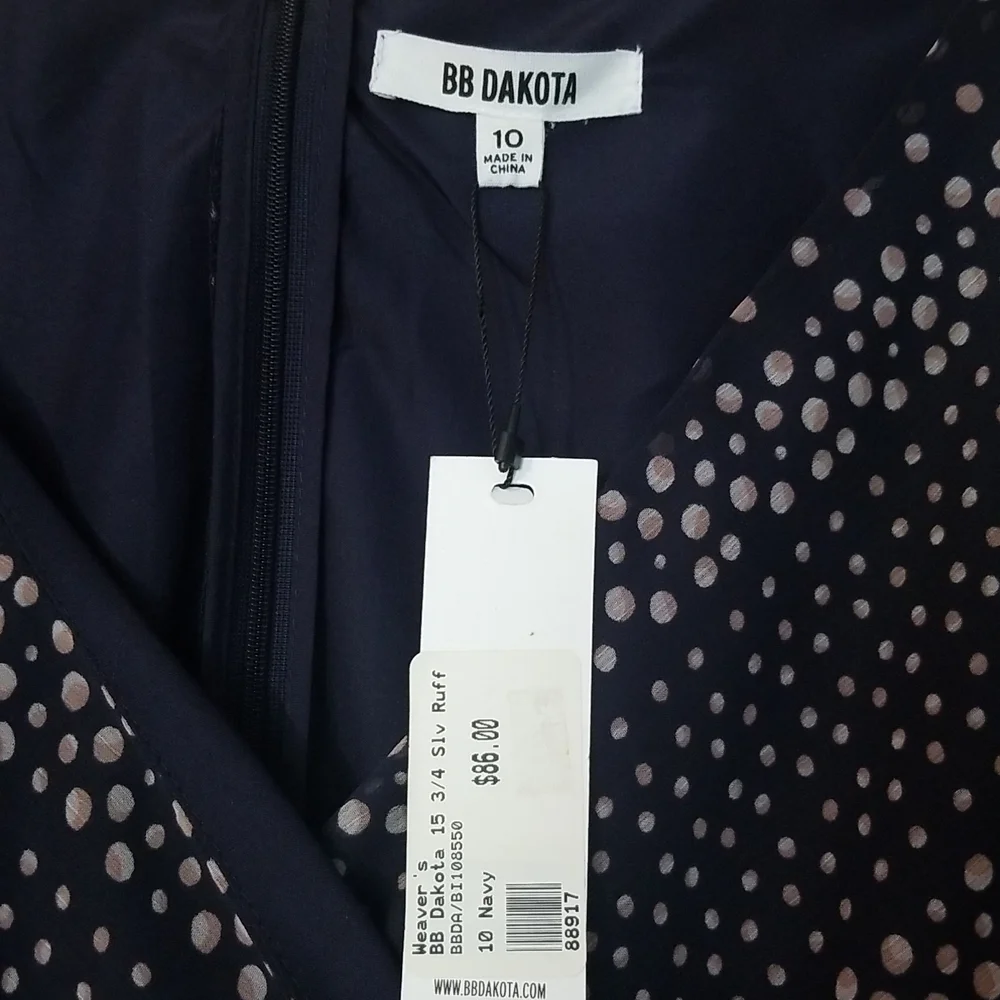 BB DAKOTA
10
MADE IN
CHINA
Weaver's
BB Dakota 15 3/4 Slv Ruff
BBDA/BI108550
$86.00
10 Navy
88917
WWW.BBDAKOTA.COM